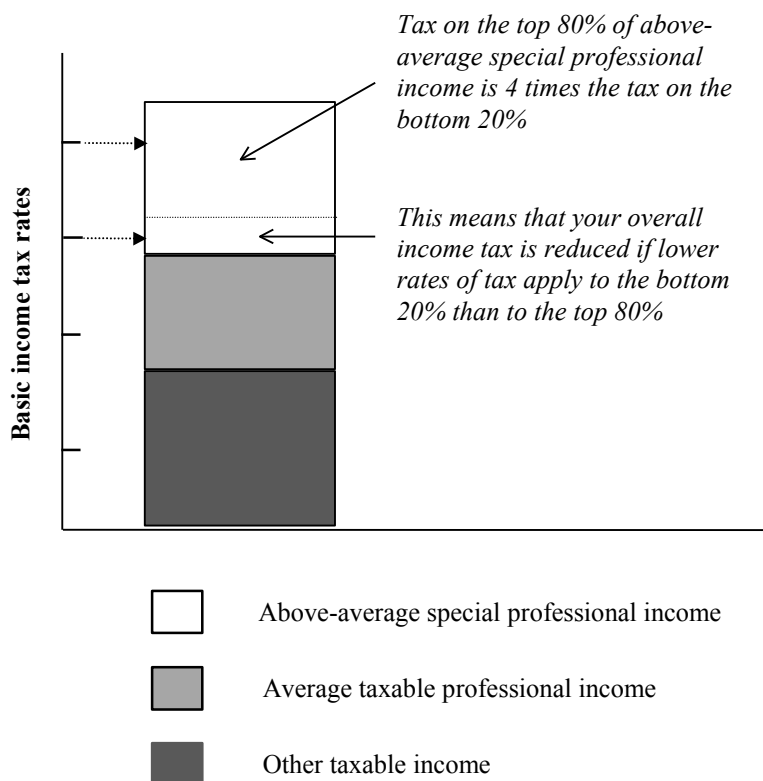 Tax on the top 80% of above-
average special professional
income is 4 times the tax on the
bottom 20%
This means that your overall
income tax is reduced if lower
rates of tax apply to the bottom
20% than to the top 80%
Basic income tax rates
Above-average special professional income
Average taxable professional income
Other taxable income